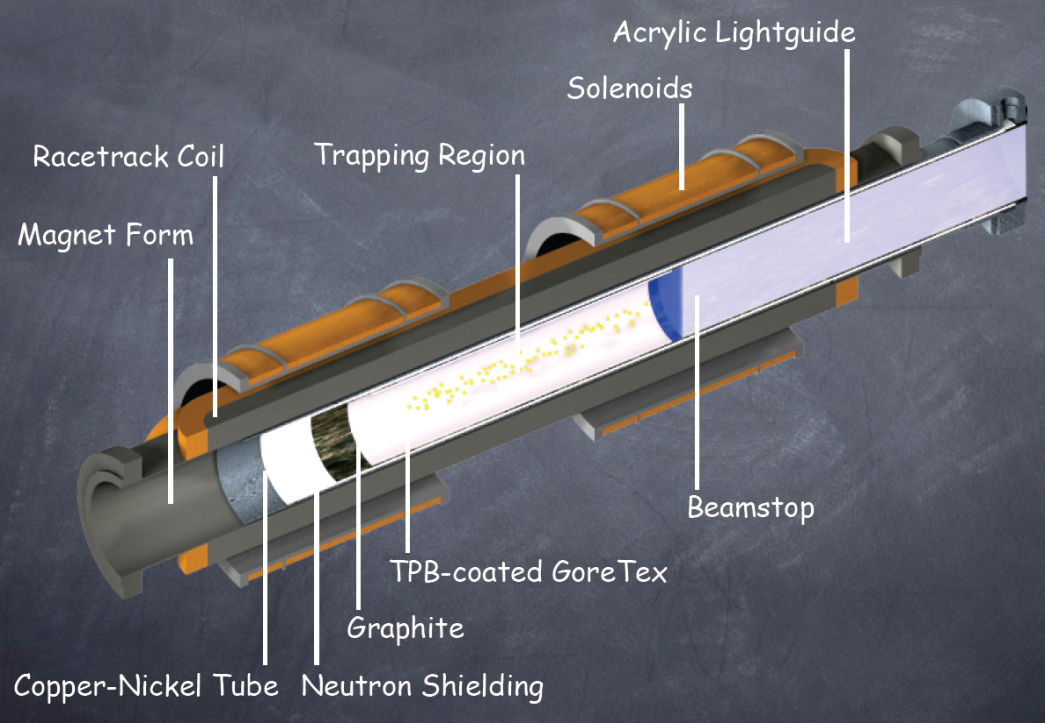 Acrylic Lightguide
Solenoids
Racetrack Coil
Trapping Region
Magnet Form
Beamstop
TPB-coated GoreTex
Graphite
Copper-Nickel Tube
Neutron Shielding